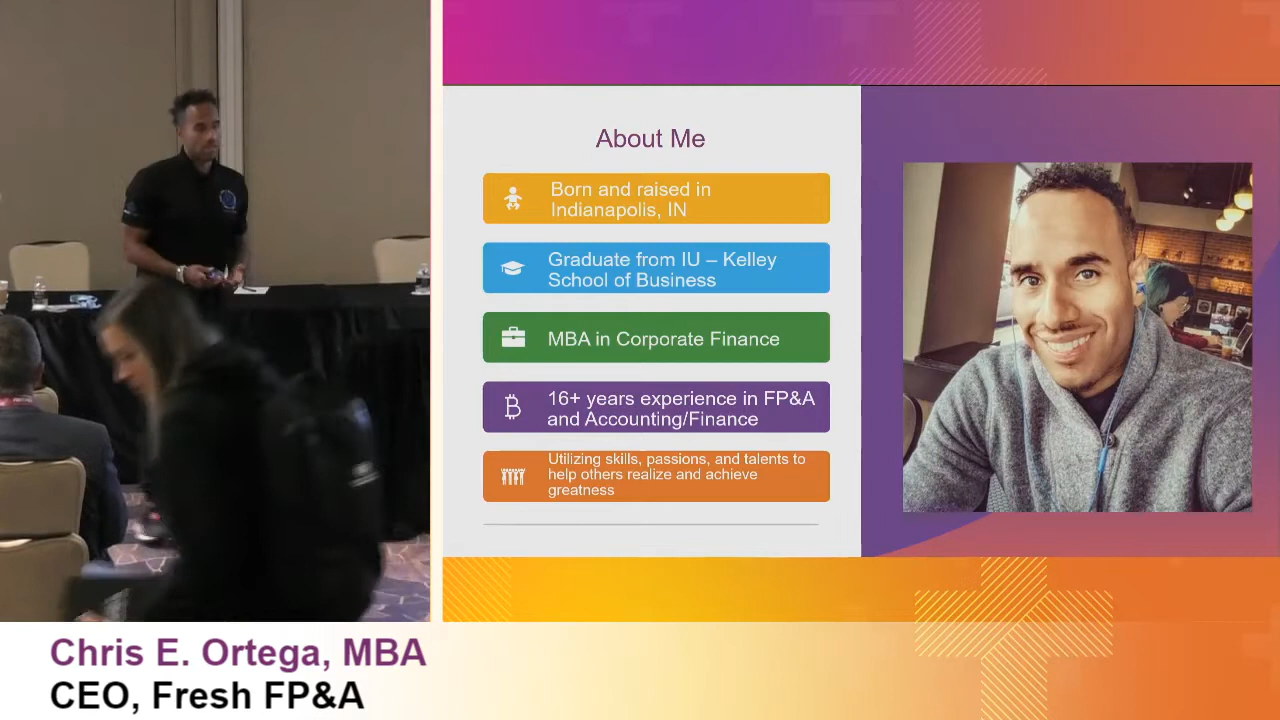 About Me
Born and raised in
Indianapolis, IN
Graduate from IU – Kelley
School of Business
MBA in Corporate Finance
16+ years experience in FP&A
and Accounting/Finance
Utilizing skills, passions, and talents to
help others realize and achieve
greatness
Chris E. Ortega, MBA
CEO, Fresh FP&A